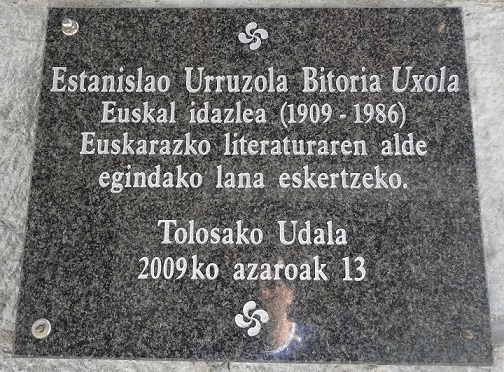 Estanislao Urruzola Bitoria Uxola
Euskal idazlea (1909 - 1986)
Euskarazko literaturaren alde
egindako lana eskertzeko.
Tolosako Udala
2009ko azaroak 13